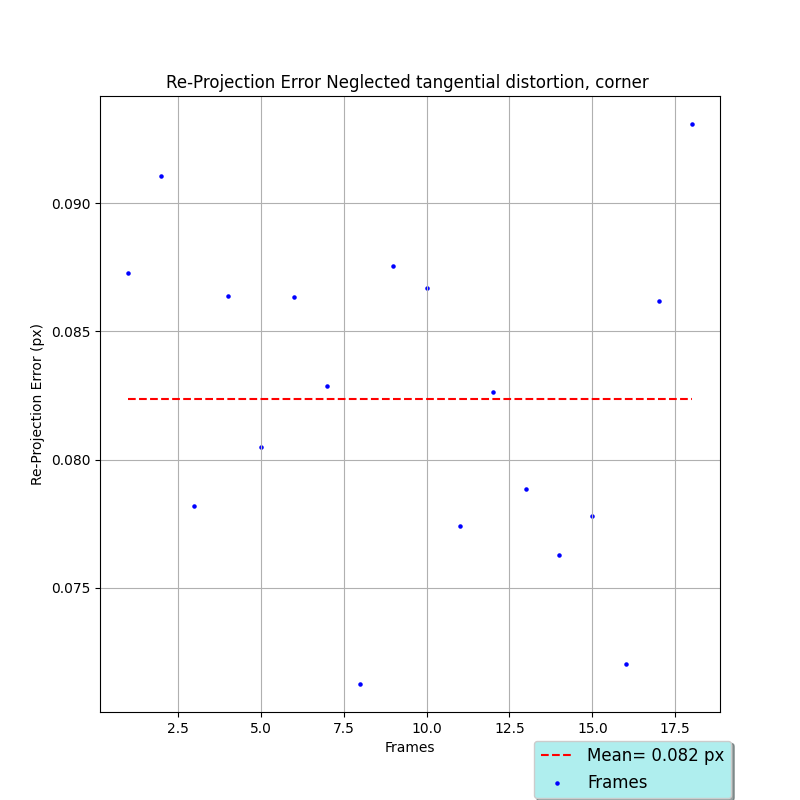 Re-Projection Error Neglected tangential distortion, corner
Re-Projection Error (px)
0.090
0.085
0.080
0.075
2.5 5.0 7.5 10.0 12.5 15.0 17.5
Frames
Mean= 0.082 px
Frames